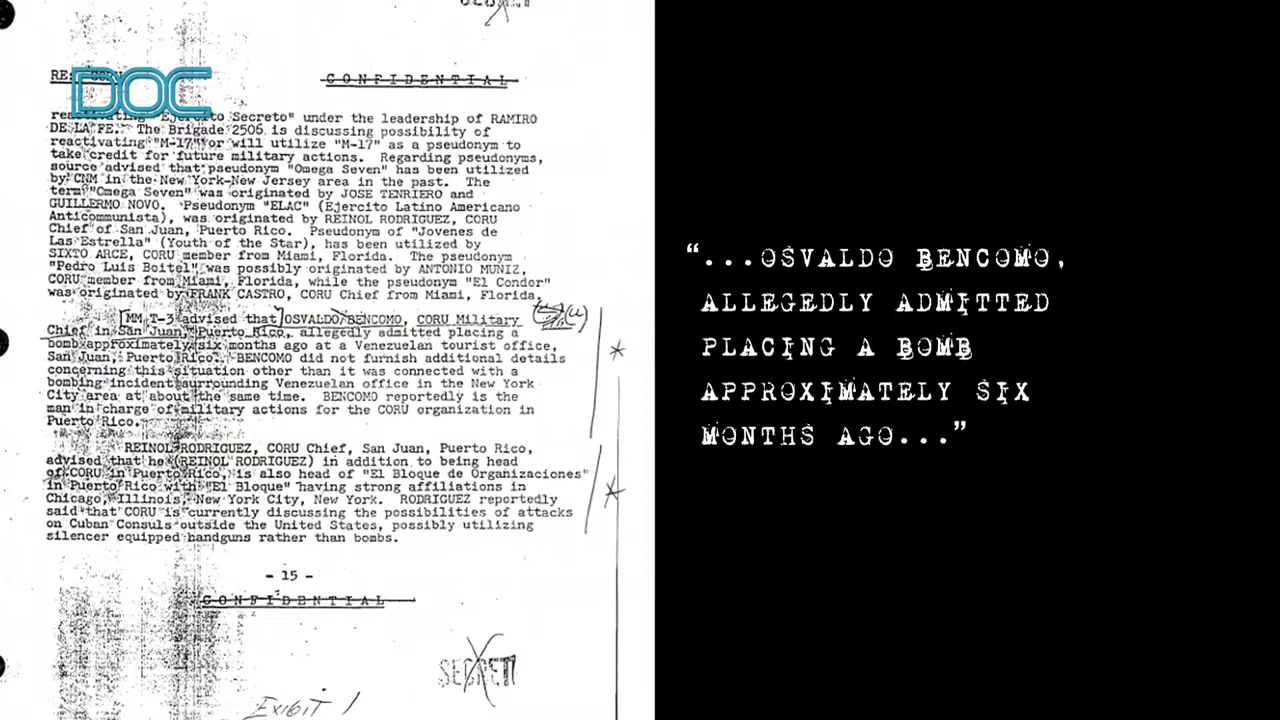 SECRET
RE: CORU
CONFIDENTIAL
DOC
reactivating "Ejercito Secreto" under the leadership of RAMIRO
DE LA FE. The Brigade 2506 is discussing possibility of
reactivating "M-17" or will utilize "M-17" as a pseudonym to
take credit for future military actions. Regarding pseudonyms,
source advised that pseudonym "Omega Seven" has been utilized
by CNM in the New York-New Jersey area in the past. The
term "Omega Seven" was originated by JOSE TENRIERO and
GUILLERMO NOVO. Pseudonym "ELAC" (Ejercito Latino Americano
Anticommunista), was originated by REINOL RODRIGUEZ, CORU
Chief of San Juan, Puerto Rico. Pseudonym of "Jovenes de
Las Estrella" (Youth of the Star), has been utilized by
SIXTO ARCE, CORU member from Miami, Florida. The pseudonym
"Pedro Luis Boitel" was possibly originated by ANTONIO MUNIZ,
CORU member from Miami, Florida, while the pseudonym "El Condor"
was originated by FRANK CASTRO, CORU Chief from Miami, Florida.
[MM T-3 advised that] OSVALDO BENCOMO, CORU Military (u)
Chief in San Juan, Puerto Rico, allegedly admitted placing a
bomb approximately six months ago at a Venezuelan tourist office,
San Juan, Puerto Rico. BENCOMO did not furnish additional details
concerning this situation other than it was connected with a
bombing incident surrounding Venezuelan office in the New York
City area at about the same time. BENCOMO reportedly is the
man in charge of military actions for the CORU organization in
Puerto Rico.
REINOL RODRIGUEZ, CORU Chief, San Juan, Puerto Rico,
advised that he (REINOL RODRIGUEZ) in addition to being head
of CORU in Puerto Rico, is also head of "El Bloque de Organizaciones"
in Puerto Rico with "El Bloque" having strong affiliations in
Chicago, Illinois, New York City, New York. RODRIGUEZ reportedly
said that CORU is currently discussing the possibilities of attacks
on Cuban Consuls outside the United States, possibly utilizing
silencer equipped handguns rather than bombs.
- 15 -
CONFIDENTIAL
SECRET
EXIBIT 1
"...OSVALDO BENCOMO,
ALLEGEDLY ADMITTED
PLACING A BOMB
APPROXIMATELY SIX
MONTHS AGO..."